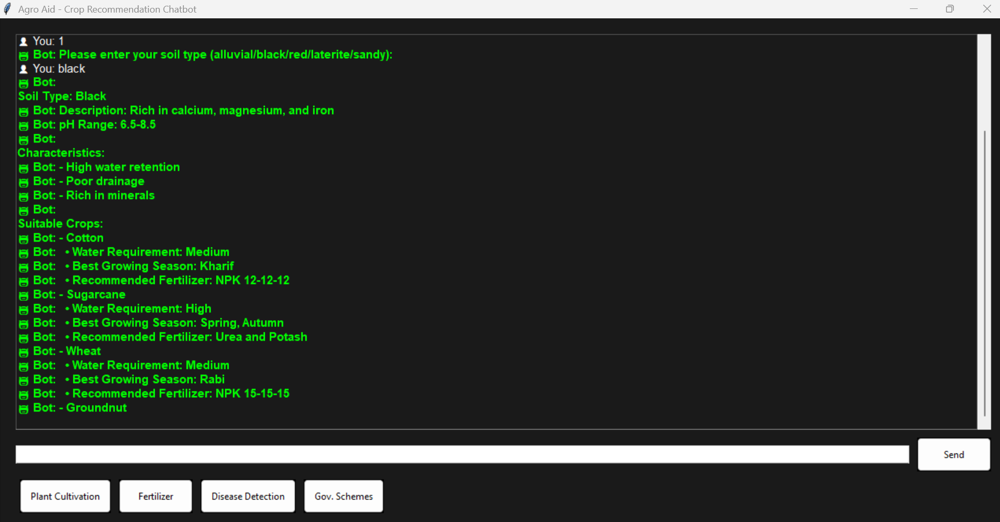 Agro Aid - Crop Recommendation Chatbot
You: 1
Bot: Please enter your soil type (alluvial/black/red/laterite/sandy):
You: black
Bot:
Soil Type: Black
Bot: Description: Rich in calcium, magnesium, and iron
Bot: pH Range: 6.5-8.5
Bot:
Characteristics:
Bot: - High water retention
Bot: - Poor drainage
Bot: - Rich in minerals
Bot:
Suitable Crops:
Bot: - Cotton
Bot: • Water Requirement: Medium
Bot: • Best Growing Season: Kharif
Bot: • Recommended Fertilizer: NPK 12-12-12
Bot: - Sugarcane
Bot: • Water Requirement: High
Bot: • Best Growing Season: Spring, Autumn
Bot: • Recommended Fertilizer: Urea and Potash
Bot: - Wheat
Bot: • Water Requirement: Medium
Bot: • Best Growing Season: Rabi
Bot: • Recommended Fertilizer: NPK 15-15-15
Bot: - Groundnut
Send
Plant Cultivation
Fertilizer
Disease Detection
Gov. Schemes